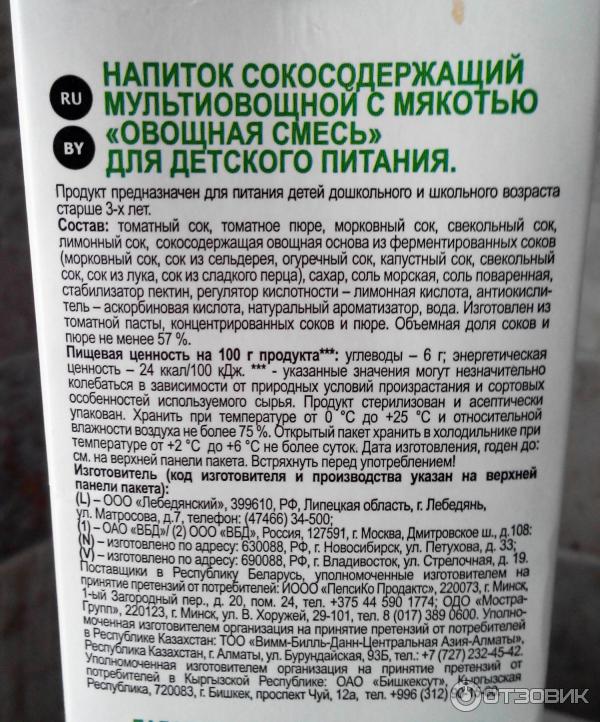 RU
BY
НАПИТОК СОКОСОДЕРЖАЩИЙ
МУЛЬТИОВОЩНОЙ С МЯКОТЬЮ
«ОВОЩНАЯ СМЕСЬ»
ДЛЯ ДЕТСКОГО ПИТАНИЯ.
Продукт предназначен для питания детей дошкольного и школьного возраста
старше 3-х лет.
Состав: томатный сок, томатное пюре, морковный сок, свекольный сок,
лимонный сок, сокосодержащая овощная основа из ферментированных соков
(морковный сок, сок из сельдерея, огуречный сок, капустный сок, свекольный
сок, сок из лука, сок из сладкого перца), сахар, соль морская, соль поваренная,
стабилизатор пектин, регулятор кислотности – лимонная кислота, антиокисли-
тель – аскорбиновая кислота, натуральный ароматизатор, вода. Изготовлен из
томатной пасты, концентрированных соков и пюре. Объемная доля соков и
пюре не менее 57 %.
Пищевая ценность на 100 г продукта***: углеводы – 6 г; энергетическая
ценность – 24 ккал/100 кДж. *** - указанные значения могут незначительно
колебаться в зависимости от природных условий произрастания и сортовых
особенностей используемого сырья. Продукт стерилизован и асептически
упакован. Хранить при температуре от 0 °С до +25 °С и относительной
влажности воздуха не более 75 %. Открытый пакет хранить в холодильнике при
температуре от +2 °С до +6 °С не более суток. Дата изготовления, годен до:
см. на верхней панели пакета. Встряхнуть перед употреблением!
Изготовитель (код изготовителя и производства указан на верхней
панели пакета):
(L) – ООО «Лебедянский», 399610, РФ, Липецкая область, г. Лебедянь,
ул. Матросова, д.7, телефон: (47466) 34-500;
(1) – ОАО «ВБД»/ (2) ООО «ВБД», Россия, 127591, г. Москва, Дмитровское ш., д.108:
(N) – изготовлено по адресу: 630088, РФ, г. Новосибирск, ул. Петухова, д. 33;
(V) – изготовлено по адресу: 690088, РФ, г. Владивосток, ул. Стрелочная, д. 19.
Поставщики в Республику Беларусь, уполномоченные изготовителем на
принятие претензий от потребителей: ИООО «ПепсиКо Продактс», 220073, г. Минск,
1-ый Загородный пер., д. 20, пом. 24, тел. +375 44 590 1774; ОДО «Мостра-
Групп», 220123, г. Минск, ул. В. Хоружей, 29-101, тел. 8 (017) 389 0600. Уполно-
моченная изготовителем организация на принятие претензий от потребителей
в Республике Казахстан: ТОО «Вимм-Билль-Данн-Центральная Азия-Алматы»,
Республика Казахстан, г. Алматы, ул. Бурундайская, 93Б, тел.: +7 (727) 232-45-42.
Уполномоченная изготовителем организация на принятие претензий от
потребителей в Кыргызской Республике: ОАО «Бишкексут», Кыргызская
Республика, 720083, г. Бишкек, проспект Чуй, 12а, тел. +996 (312)
ОТЗОВИК